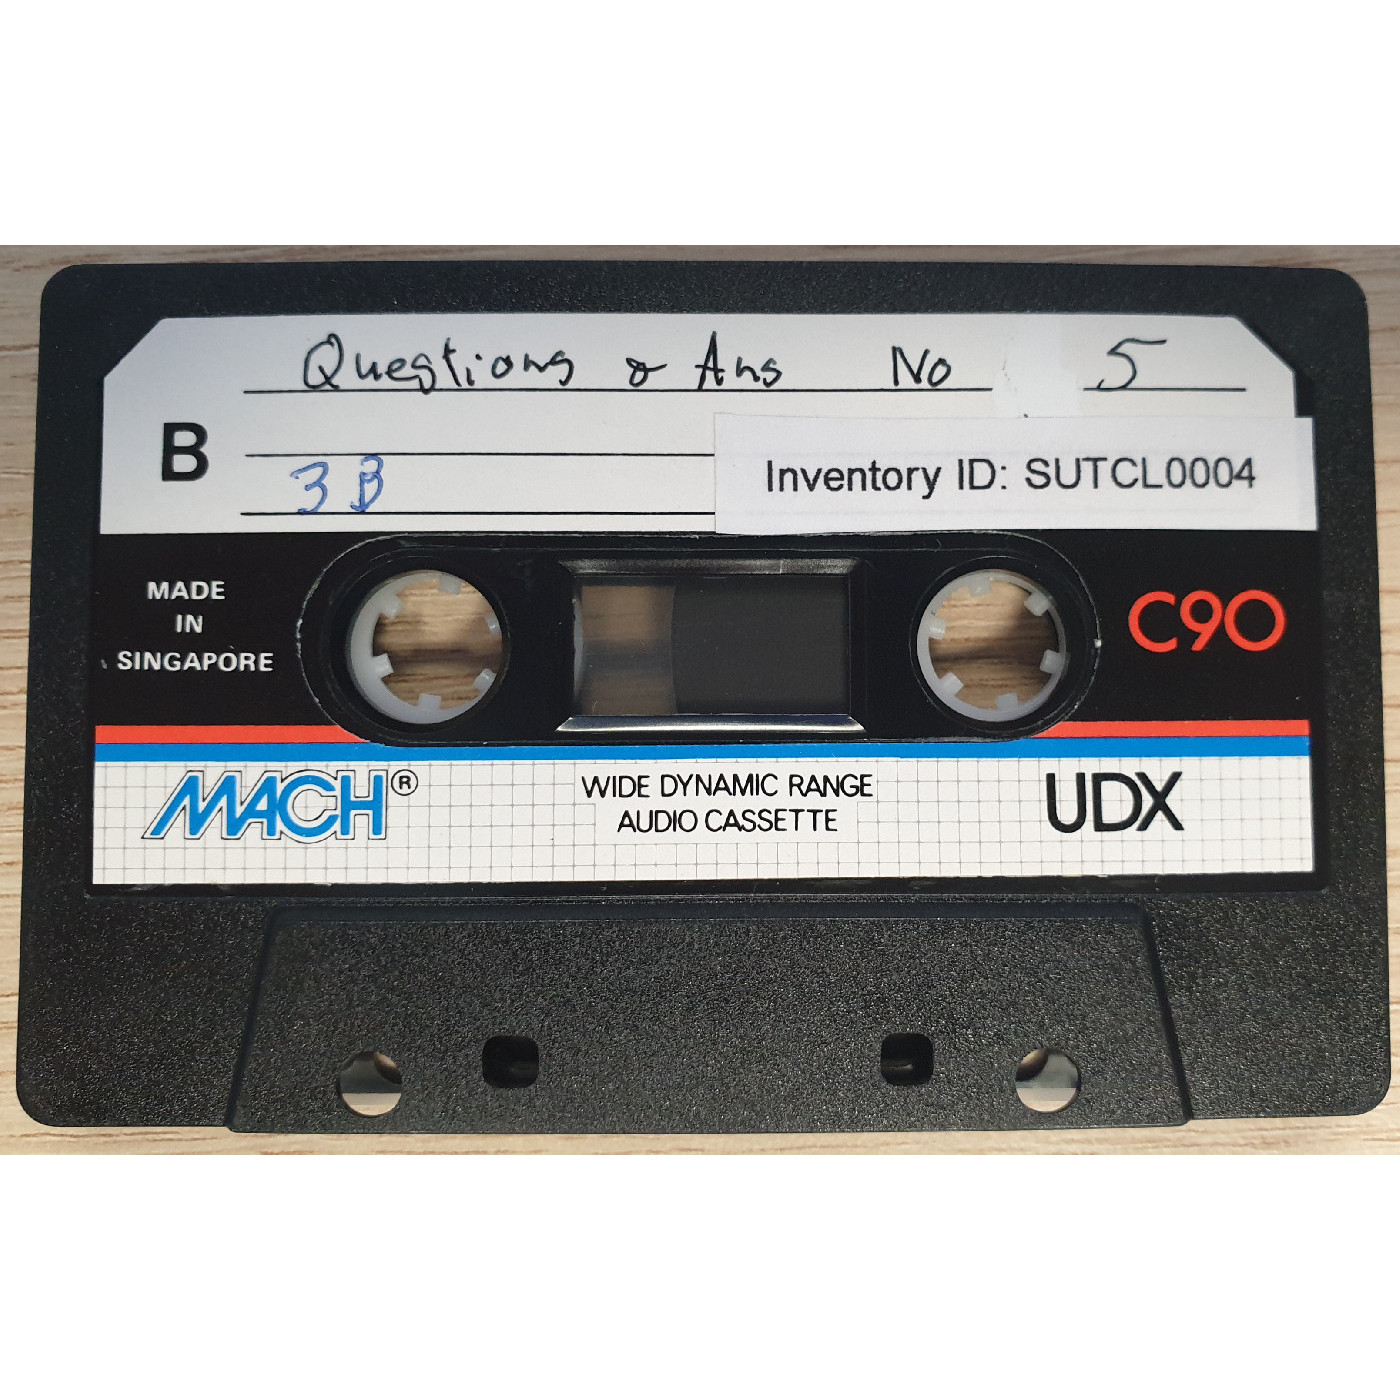 Questions & Ans No 5
B
3B
Inventory ID: SUTCL0004
MADE
IN
SINGAPORE
C90
MACH®
WIDE DYNAMIC RANGE
AUDIO CASSETTE
UDX